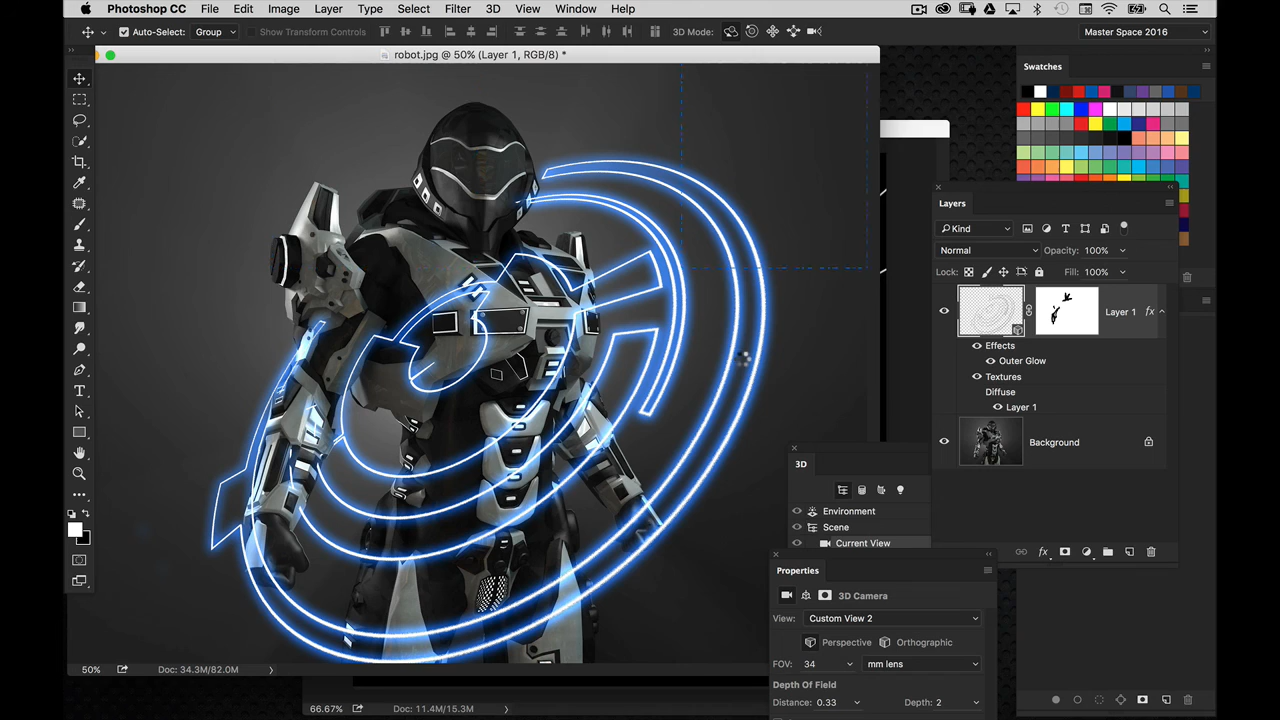 Photoshop CC File Edit Image Layer Type Select Filter 3D View Window Help
Auto-Select: Group Show Transform Controls 3D Mode: Master Space 2016
robot.jpg @ 50% (Layer 1, RGB/8) *
Swatches
Layers
Kind
Normal Opacity: 100%
Lock: Fill: 100%
Layer 1 fx
Effects
Outer Glow
Textures
Diffuse
Layer 1
Background
3D
Environment
Scene
Current View
fx
Properties
3D Camera
View: Custom View 2
Perspective Orthographic
FOV: 34 mm lens
Depth Of Field
Distance: 0.33 Depth: 2
50% Doc: 34.3M/82.0M
66.67% Doc: 11.4M/15.3M